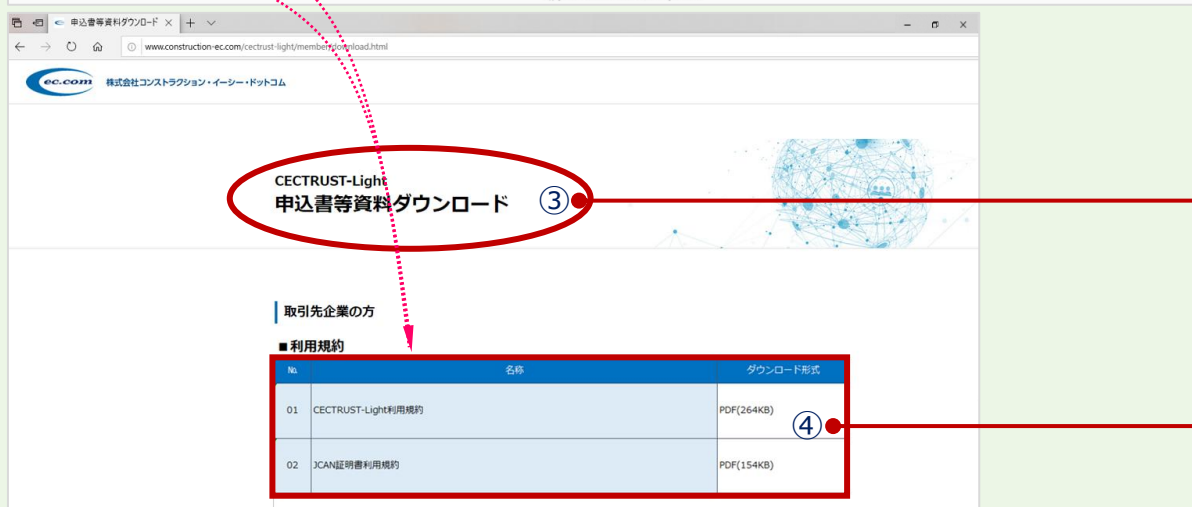 申込書等資料ダウンロード
www.construction-ec.com/cectrust-light/member/download.html
ec.com 株式会社コンストラクション・イーシー・ドットコム
CECTRUST-Light
申込書等資料ダウンロード ③
取引先企業の方
■利用規約
No. 名称 ダウンロード形式
01 CECTRUST-Light利用規約 PDF(264KB)
④
02 JCAN証明書利用規約 PDF(154KB)